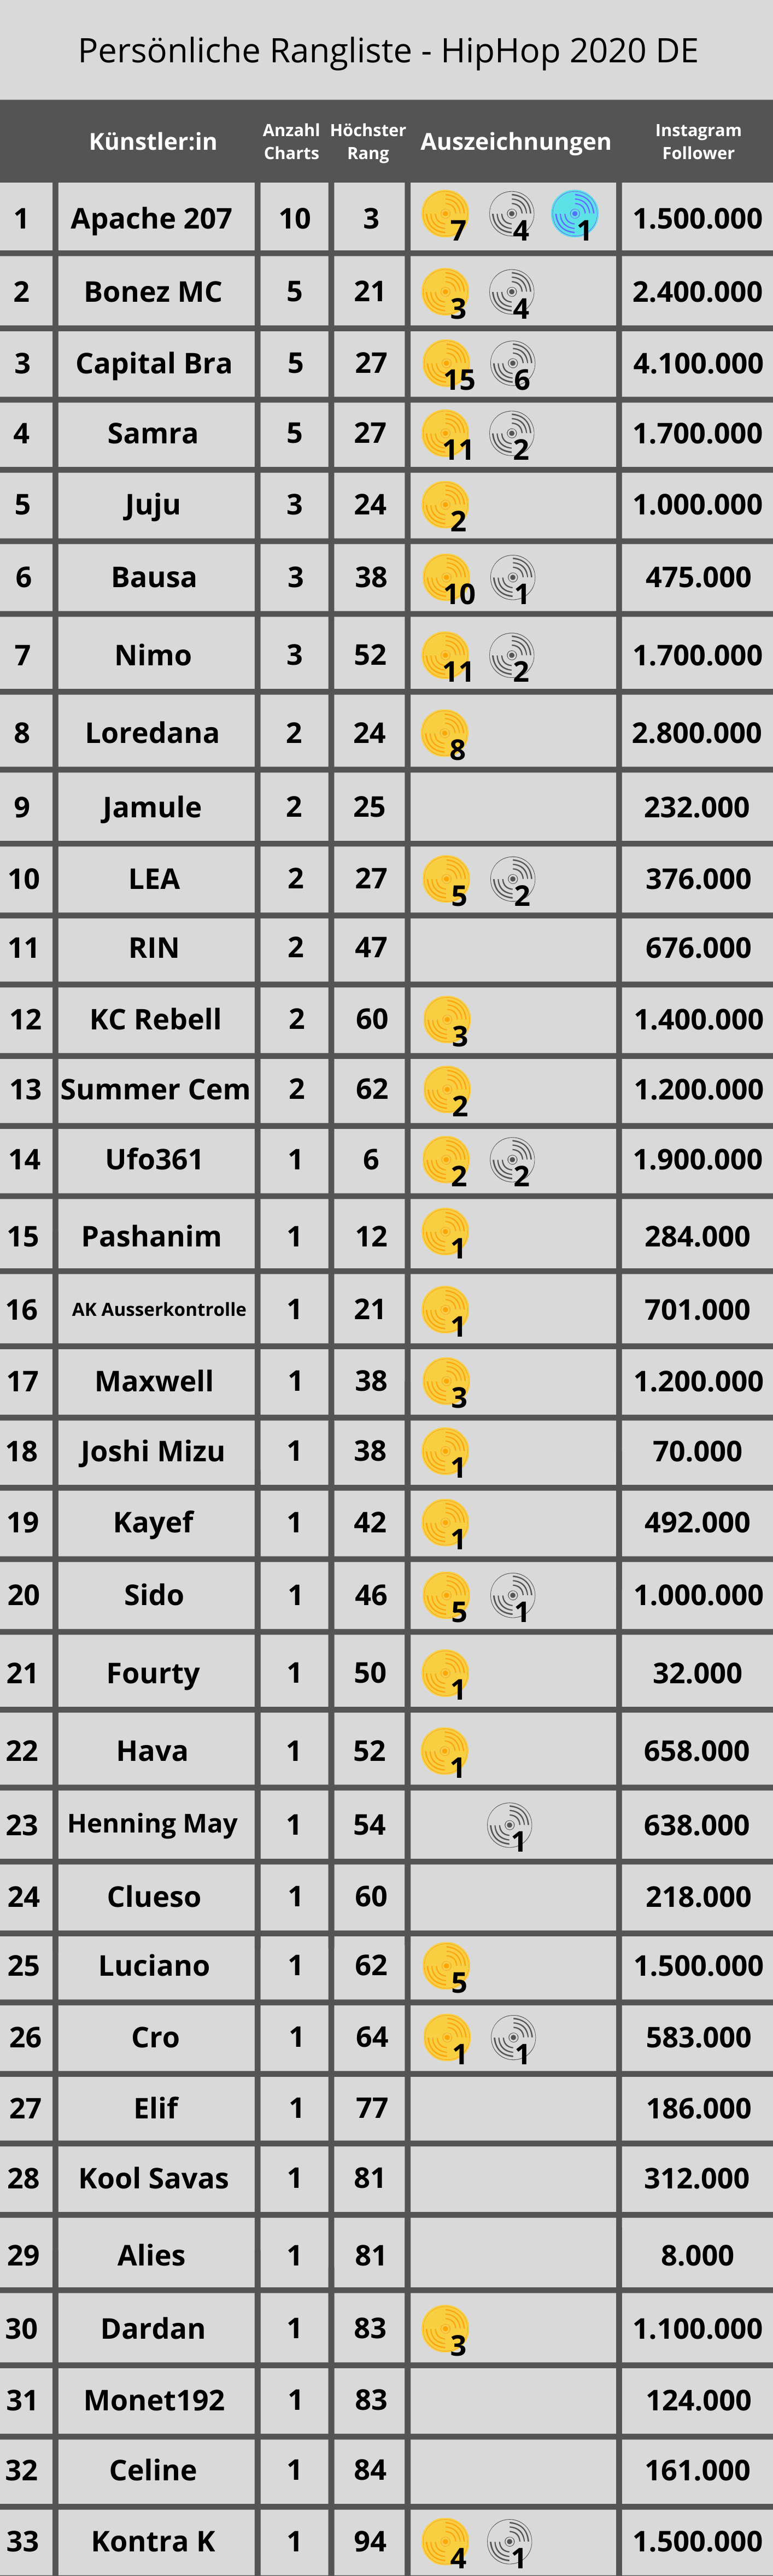 Persönliche Rangliste - HipHop 2020 DE
Künstler:in Anzahl Charts Höchster Rang Auszeichnungen Instagram Follower
1 Apache 207 10 3 7 4 1 1.500.000
2 Bonez MC 5 21 3 4 2.400.000
3 Capital Bra 5 27 15 6 4.100.000
4 Samra 5 27 11 2 1.700.000
5 Juju 3 24 2 1.000.000
6 Bausa 3 38 10 1 475.000
7 Nimo 3 52 11 2 1.700.000
8 Loredana 2 24 8 2.800.000
9 Jamule 2 25 232.000
10 LEA 2 27 5 2 376.000
11 RIN 2 47 676.000
12 KC Rebell 2 60 3 1.400.000
13 Summer Cem 2 62 2 1.200.000
14 Ufo361 1 6 2 2 1.900.000
15 Pashanim 1 12 1 284.000
16 AK Ausserkontrolle 1 21 1 701.000
17 Maxwell 1 38 3 1.200.000
18 Joshi Mizu 1 38 1 70.000
19 Kayef 1 42 1 492.000
20 Sido 1 46 5 1 1.000.000
21 Fourty 1 50 1 32.000
22 Hava 1 52 1 658.000
23 Henning May 1 54 1 638.000
24 Clueso 1 60 218.000
25 Luciano 1 62 5 1.500.000
26 Cro 1 64 1 1 583.000
27 Elif 1 77 186.000
28 Kool Savas 1 81 312.000
29 Alies 1 81 8.000
30 Dardan 1 83 3 1.100.000
31 Monet192 1 83 124.000
32 Celine 1 84 161.000
33 Kontra K 1 94 4 1 1.500.000